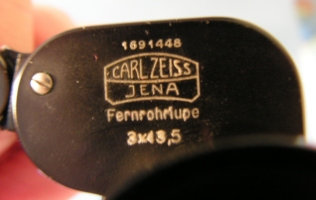 1691448
CARL ZEISS
JENA
Fernrohrlupe
3x13,5